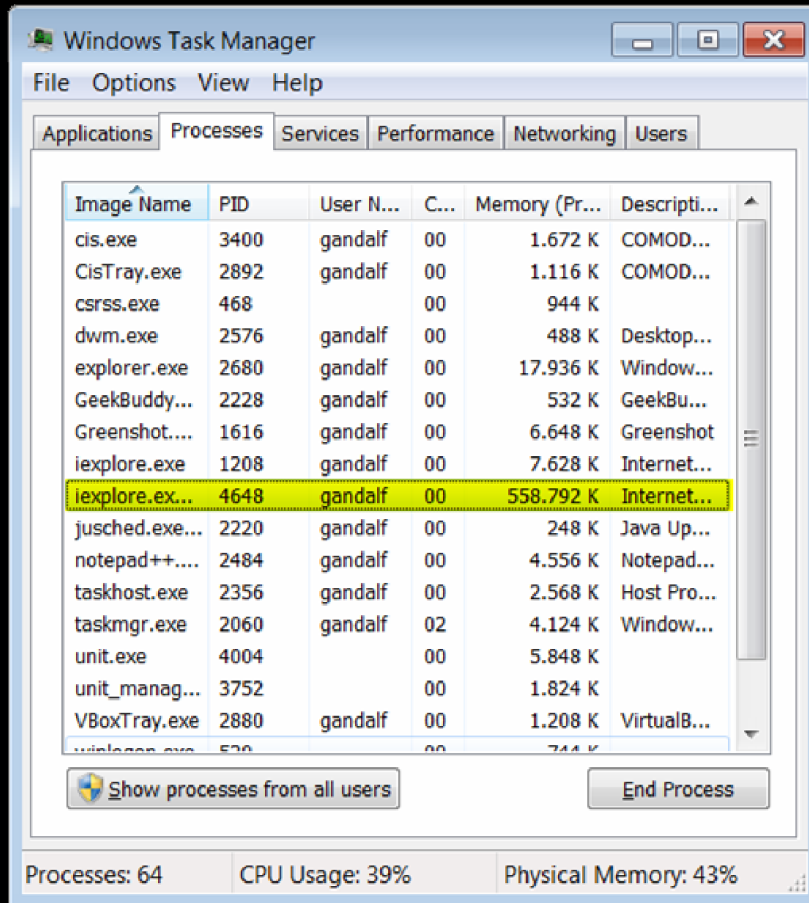 Windows Task Manager
File Options View Help
Applications Processes Services Performance Networking Users
Image Name PID User N... C... Memory (Pr... Descripti...
cis.exe 3400 gandalf 00 1.672 K COMOD...
CisTray.exe 2892 gandalf 00 1.116 K COMOD...
csrss.exe 468 00 944 K
dwm.exe 2576 gandalf 00 488 K Desktop...
explorer.exe 2680 gandalf 00 17.936 K Window...
GeekBuddy... 2228 gandalf 00 532 K GeekBu...
Greenshot.... 1616 gandalf 00 6.648 K Greenshot
iexplore.exe 1208 gandalf 00 7.628 K Internet...
iexplore.ex... 4648 gandalf 00 558.792 K Internet...
jusched.exe... 2220 gandalf 00 248 K Java Up...
notepad++.... 2484 gandalf 00 4.556 K Notepad...
taskhost.exe 2356 gandalf 00 2.568 K Host Pro...
taskmgr.exe 2060 gandalf 02 4.124 K Window...
unit.exe 4004 00 5.848 K
unit_manag... 3752 00 1.824 K
VBoxTray.exe 2880 gandalf 00 1.208 K VirtualB...
Show processes from all users End Process
Processes: 64 CPU Usage: 39% Physical Memory: 43%